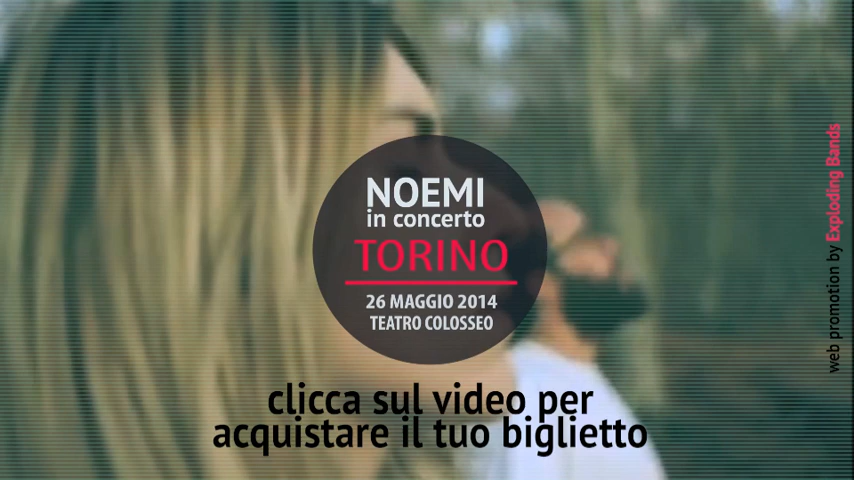 NOEMI
in concerto
TORINO
26 MAGGIO 2014
TEATRO COLOSSEO
clicca sul video per
acquistare il tuo biglietto
web promotion by Exploding Bands